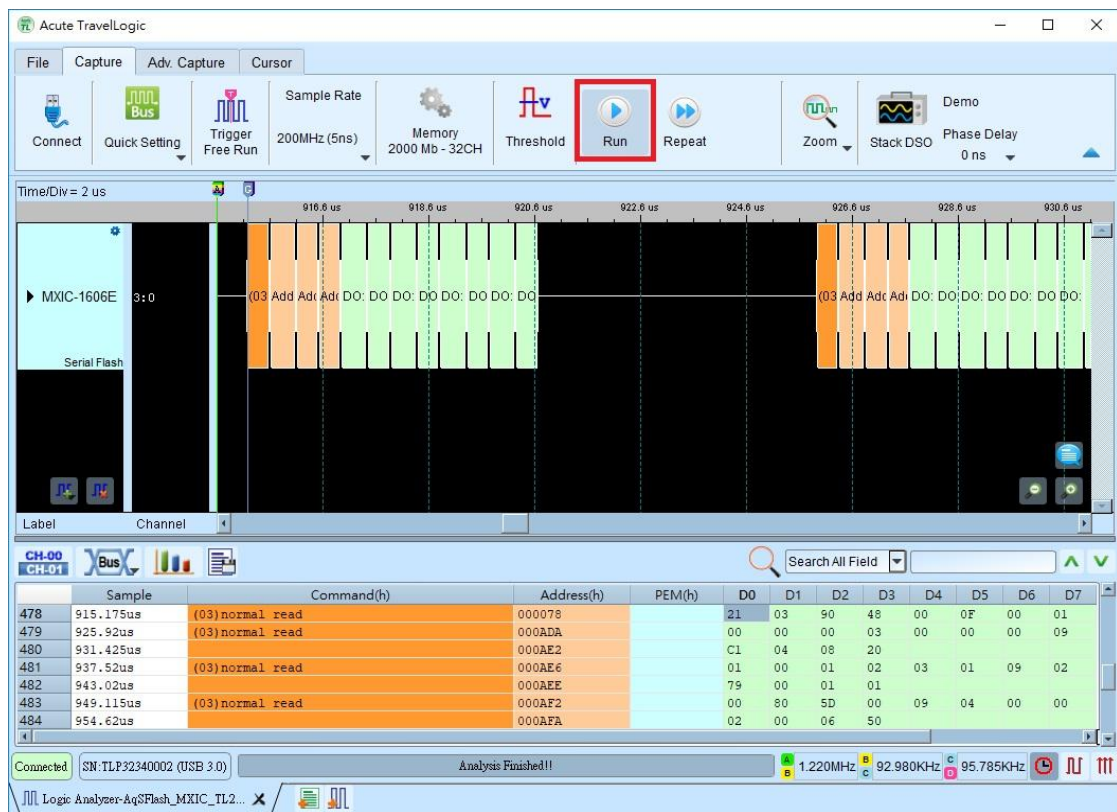 Acute TravelLogic
File Capture Adv. Capture Cursor
Connect
Bus
Quick Setting
Trigger
Free Run
Sample Rate
200MHz (5ns)
Memory
2000 Mb - 32CH
Threshold
Run
Repeat
Zoom
Stack DSO
Demo
Phase Delay
0 ns
Time/Div = 2 us
A
916.6 us 918.6 us 920.6 us 922.6 us 924.6 us 926.6 us 928.6 us 930.6 us
MXIC-1606E 3:0
(03 Add Add Add DO: DO DO: DO DO: DO DO: DO (03 Add Add Add DO: DO DO: DO DO: DO DO:
Serial Flash
Label Channel
CH-00
CH-01
Bus
Search All Field
Sample Command(h) Address(h) PEM(h) D0 D1 D2 D3 D4 D5 D6 D7
478 915.175us (03)normal read 000078 21 03 90 48 00 0F 00 01
479 925.92us (03)normal read 000ADA 00 00 00 03 00 00 00 09
480 931.425us 000AE2 C1 04 08 20
481 937.52us (03)normal read 000AE6 01 00 01 02 03 01 09 02
482 943.02us 000AEE 79 00 01 01
483 949.115us (03)normal read 000AF2 00 80 5D 00 09 04 00 00
484 954.62us 000AFA 02 00 06 50
Connected SN:TLP32340002 (USB 3.0) Analysis Finished!! A B 1.220MHz B C 92.980KHz C D 95.785KHz
Logic Analyzer-AqSFlash_MXIC_TL2... X